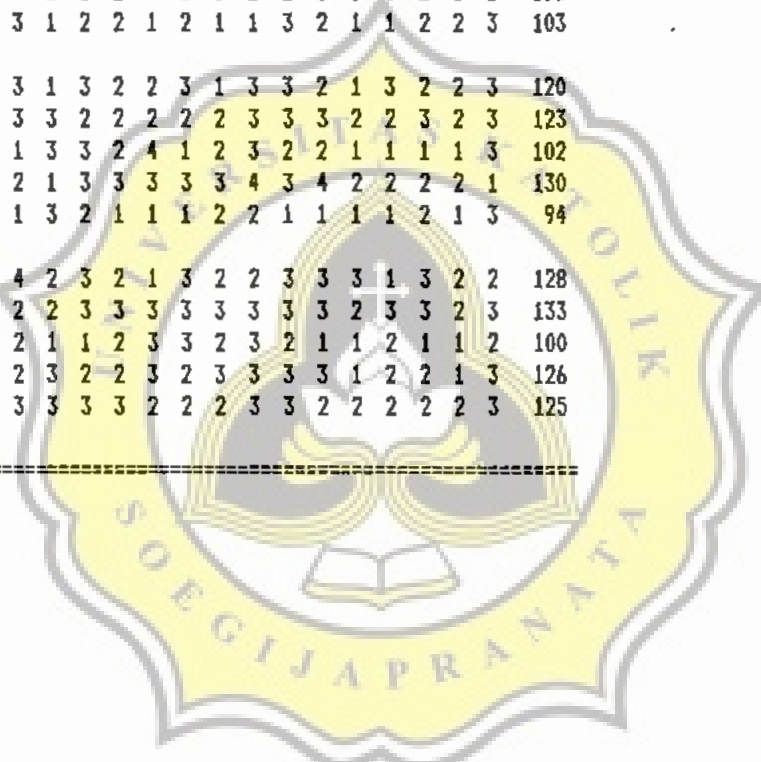 3 1 2 2 1 2 1 1 3 2 1 1 2 2 3 103
3 1 3 2 2 3 1 3 3 2 1 3 2 2 3 120
3 3 2 2 2 2 2 3 3 3 2 2 3 2 3 123
1 3 3 2 4 1 2 3 2 2 1 1 1 1 3 102
2 1 3 3 3 3 3 4 3 4 2 2 2 2 1 130
1 3 2 1 1 1 2 2 1 1 1 1 2 1 3 94
4 2 3 2 1 3 2 2 3 3 3 1 3 2 2 128
2 2 3 3 3 3 3 3 3 3 2 3 3 2 3 133
2 1 1 2 3 3 2 3 2 1 1 2 1 1 2 100
2 3 2 2 3 2 3 3 3 3 1 2 2 1 3 126
3 3 3 3 2 2 2 3 3 2 2 2 2 2 3 125
UNIVERSITAS KATOLIK
SOEGIJAPRANATA